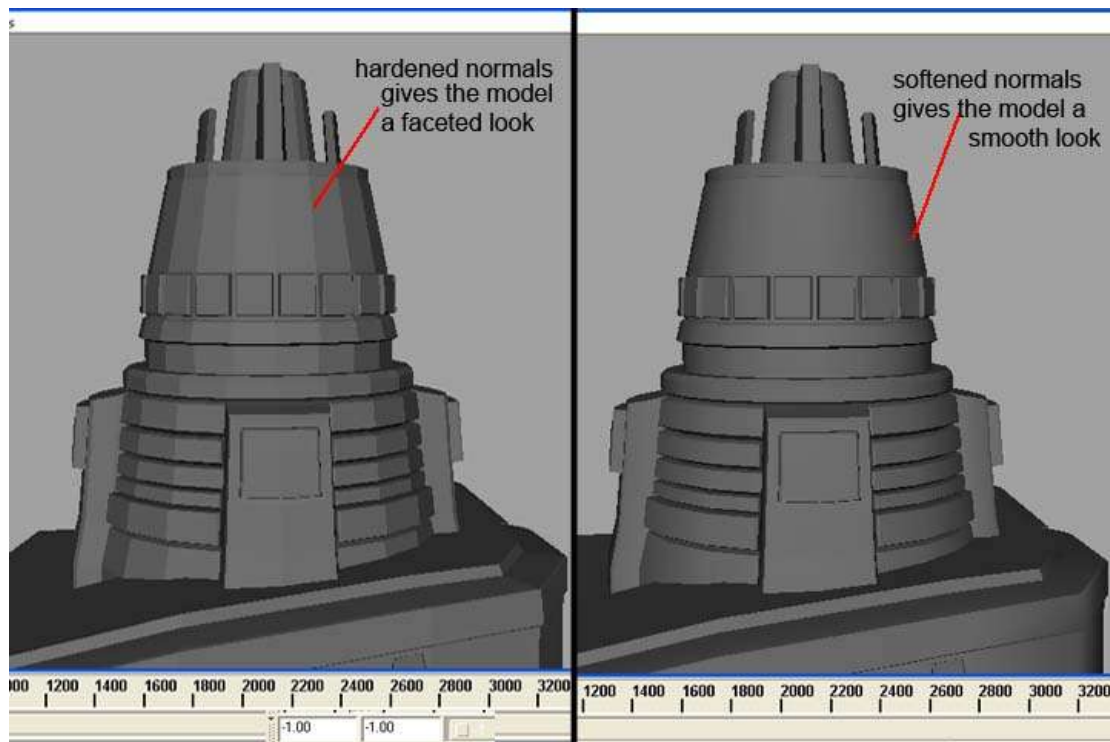 s
hardened normals
gives the model
a faceted look
softened normals
gives the model a
smooth look
000 1200 1400 1600 1800 2000 2200 2400 2600 2800 3000 3200
1200 1400 1600 1800 2000 2200 2400 2600 2800 3000 3200
-1.00 -1.00